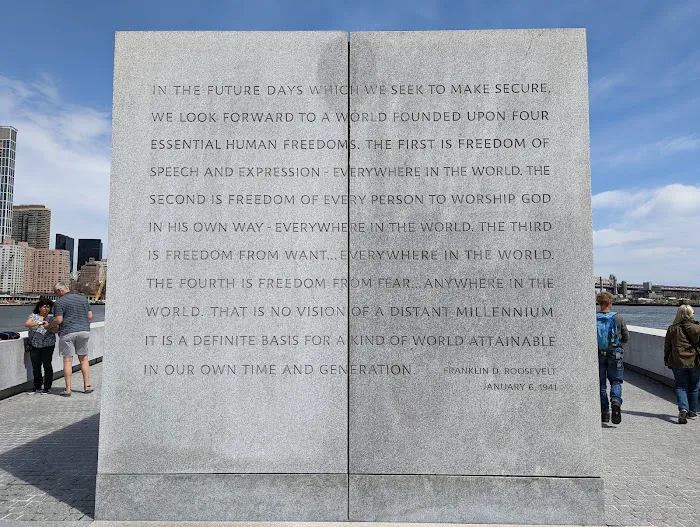 IN THE FUTURE DAYS WHICH WE SEEK TO MAKE SECURE,
WE LOOK FORWARD TO A WORLD FOUNDED UPON FOUR
ESSENTIAL HUMAN FREEDOMS. THE FIRST IS FREEDOM OF
SPEECH AND EXPRESSION - EVERYWHERE IN THE WORLD. THE
SECOND IS FREEDOM OF EVERY PERSON TO WORSHIP GOD
IN HIS OWN WAY - EVERYWHERE IN THE WORLD. THE THIRD
IS FREEDOM FROM WANT...EVERYWHERE IN THE WORLD.
THE FOURTH IS FREEDOM FROM FEAR...ANYWHERE IN THE
WORLD. THAT IS NO VISION OF A DISTANT MILLENNIUM
IT IS A DEFINITE BASIS FOR A KIND OF WORLD ATTAINABLE
IN OUR OWN TIME AND GENERATION.
FRANKLIN D. ROOSEVELT
JANUARY 6, 1941